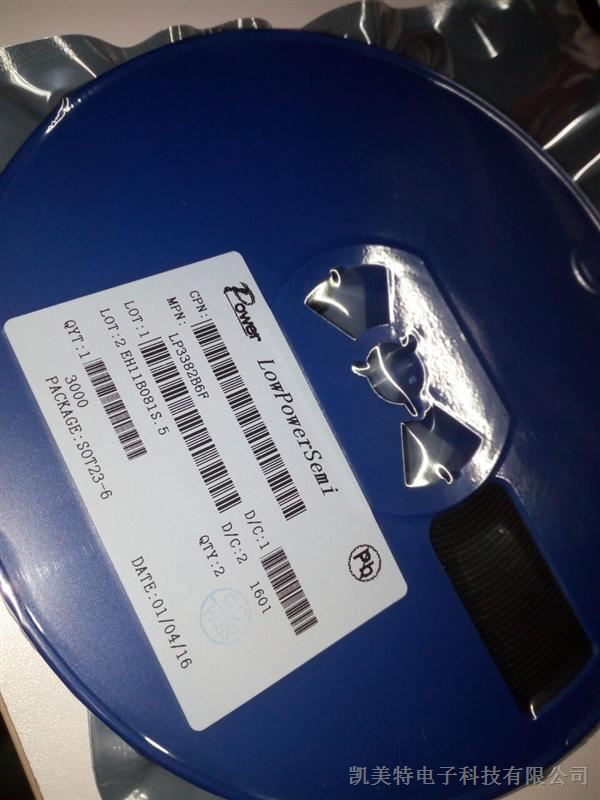 Power LowPowerSemi
CPN:
MPN: LP3382B6F
LOT:1 D/C:1
LOT:2 EH11B081S.5 D/C:2 1601
QYT:1 QTY:2
3000
PACKAGE:SOT23-6
DATE:01/04/16
Pb
凯美特电子科技有限公司